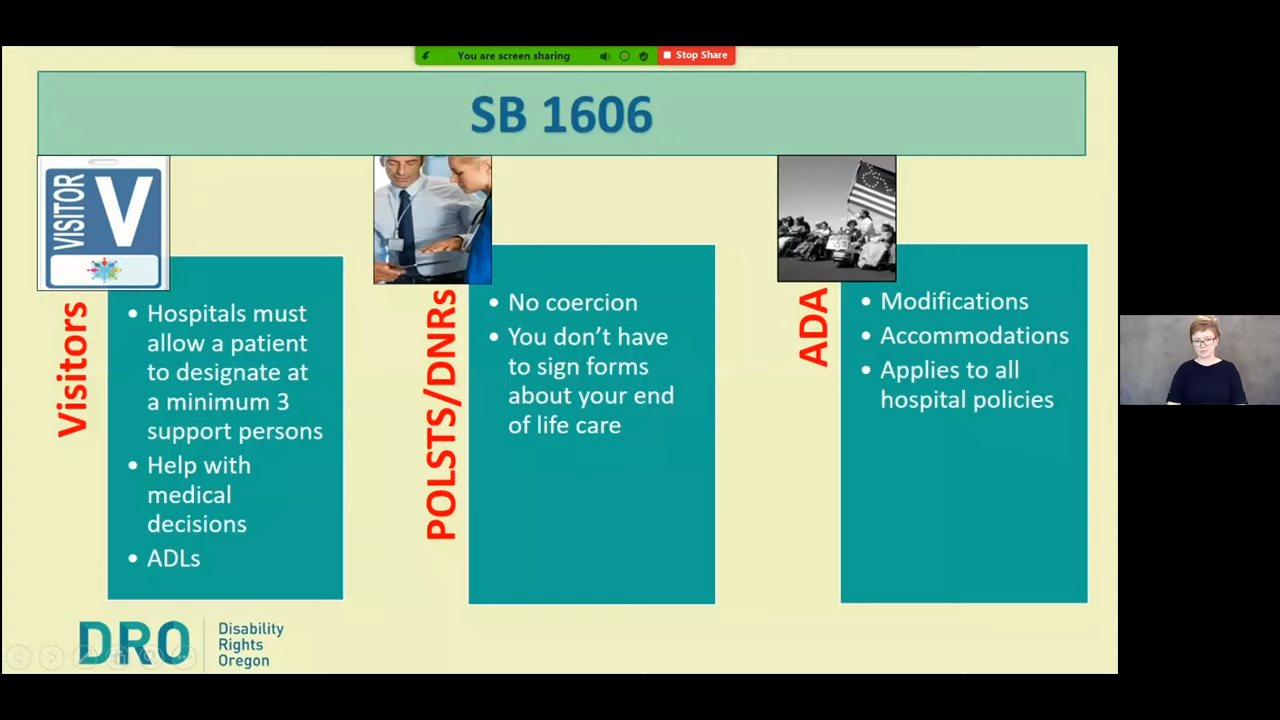 You are screen sharing
Stop Share
SB 1606
VISITOR
V
Visitors
• Hospitals must
allow a patient
to designate at
a minimum 3
support persons
• Help with
medical
decisions
• ADLs
POLSTS/DNRs
• No coercion
• You don’t have
to sign forms
about your end
of life care
ADA
• Modifications
• Accommodations
• Applies to all
hospital policies
DRO
Disability
Rights
Oregon